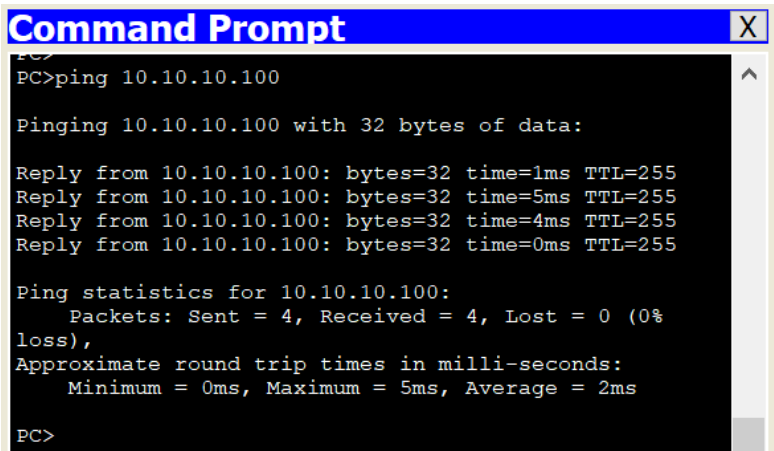 Command Prompt X
PC>
PC>ping 10.10.10.100
Pinging 10.10.10.100 with 32 bytes of data:
Reply from 10.10.10.100: bytes=32 time=1ms TTL=255
Reply from 10.10.10.100: bytes=32 time=5ms TTL=255
Reply from 10.10.10.100: bytes=32 time=4ms TTL=255
Reply from 10.10.10.100: bytes=32 time=0ms TTL=255
Ping statistics for 10.10.10.100:
Packets: Sent = 4, Received = 4, Lost = 0 (0%
loss),
Approximate round trip times in milli-seconds:
Minimum = 0ms, Maximum = 5ms, Average = 2ms
PC>